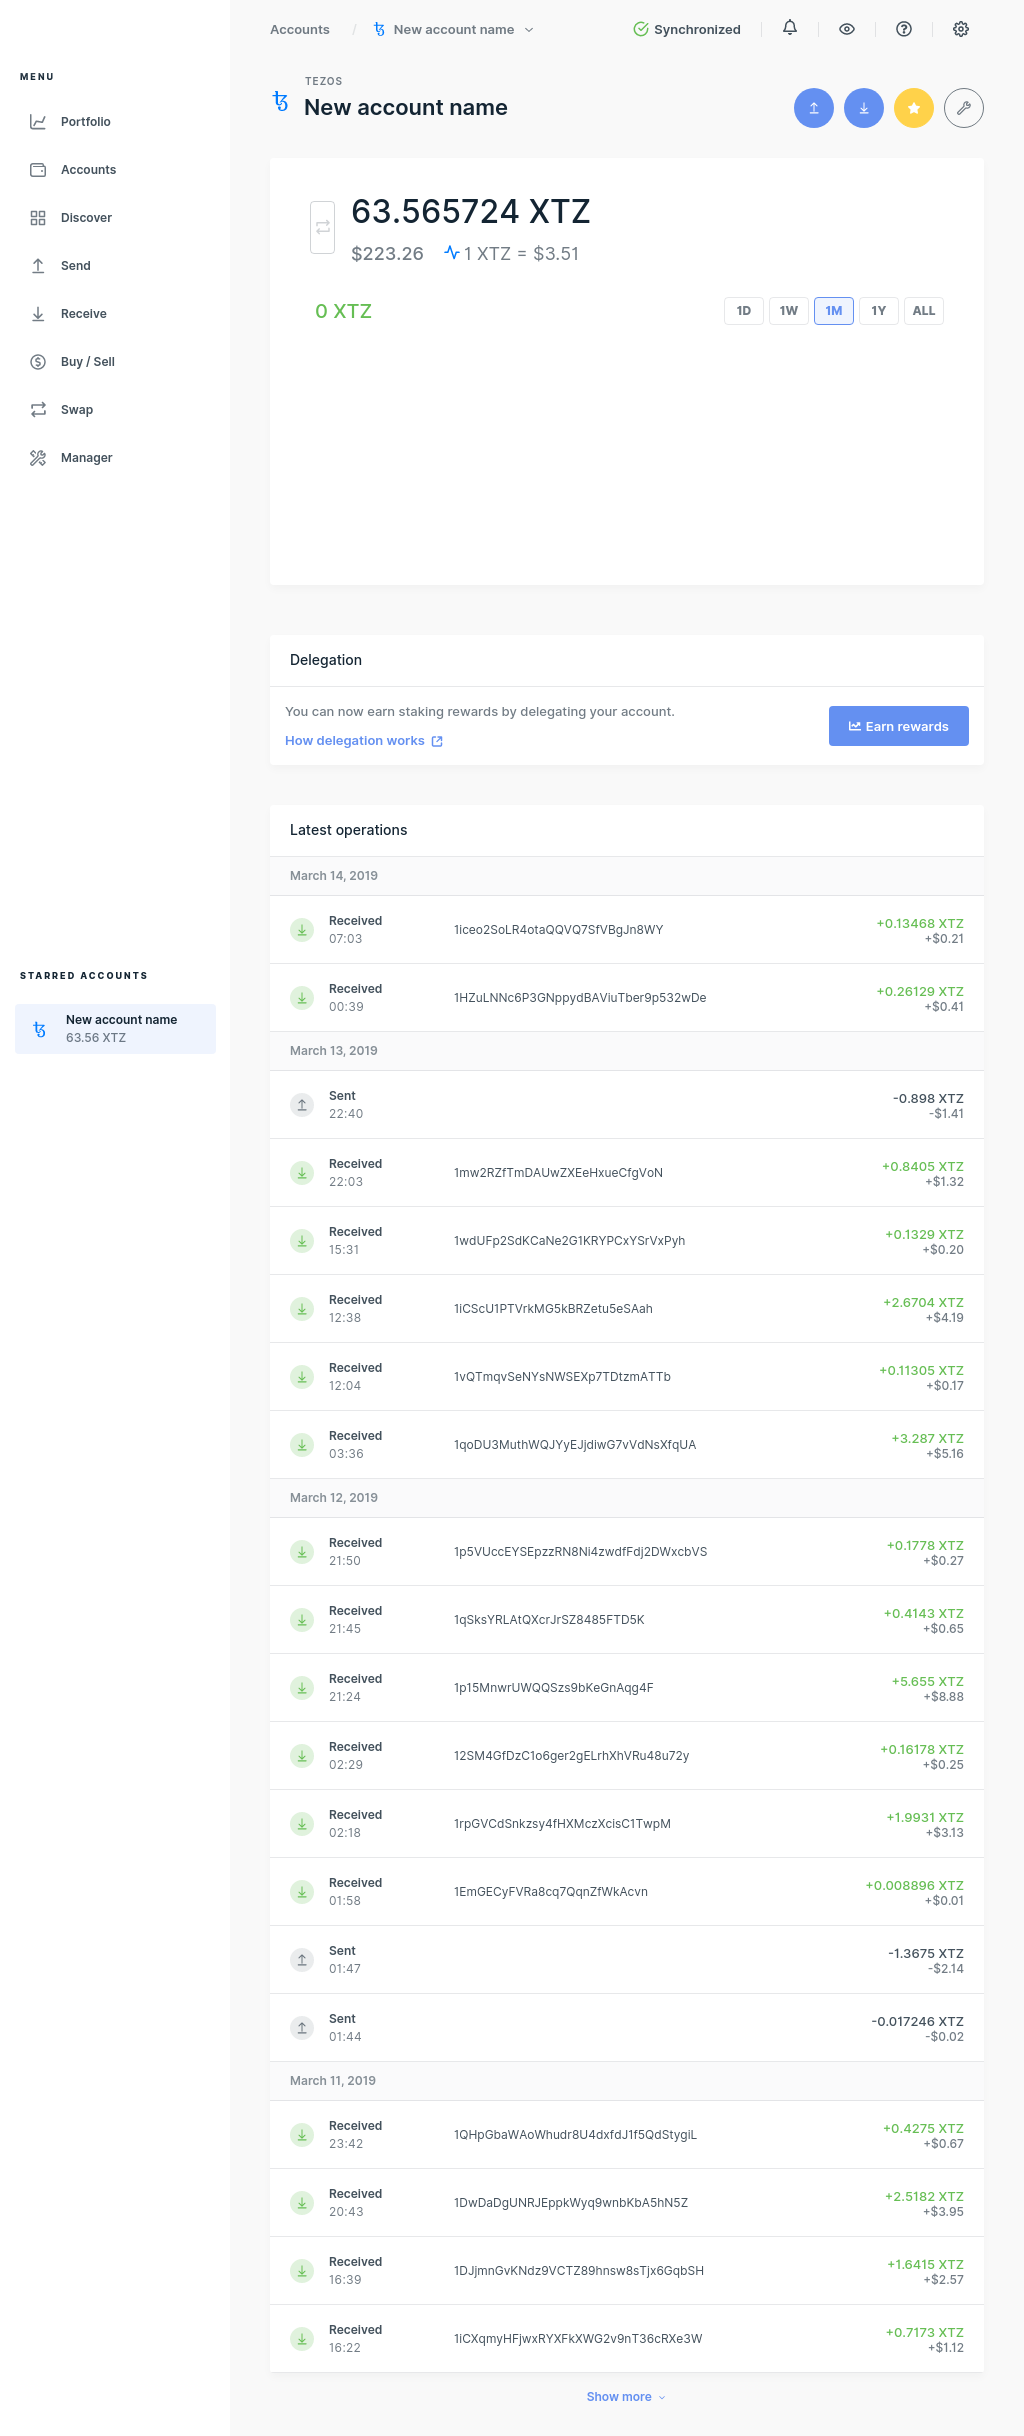 Accounts / New account name
Synchronized
MENU
Portfolio
Accounts
Discover
Send
Receive
Buy / Sell
Swap
Manager
STARRED ACCOUNTS
New account name
63.56 XTZ
TEZOS
New account name
63.565724 XTZ
$223.26 1 XTZ = $3.51
0 XTZ
1D 1W 1M 1Y ALL
Delegation
You can now earn staking rewards by delegating your account.
How delegation works
Earn rewards
Latest operations
March 14, 2019
Received 1iceo2SoLR4otaQQVQ7SfVBgJn8WY +0.13468 XTZ
07:03 +$0.21
Received 1HZuLNNc6P3GNppydBAViuTber9p532wDe +0.26129 XTZ
00:39 +$0.41
March 13, 2019
Sent -0.898 XTZ
22:40 -$1.41
Received 1mw2RZfTmDAUwZXEeHxueCfgVoN +0.8405 XTZ
22:03 +$1.32
Received 1wdUFp2SdKCaNe2G1KRYPCxYSrVxPyh +0.1329 XTZ
15:31 +$0.20
Received 1iCScU1PTVrkMG5kBRZetu5eSAah +2.6704 XTZ
12:38 +$4.19
Received 1vQTmqvSeNYsNWSEXp7TDtzmATTb +0.11305 XTZ
12:04 +$0.17
Received 1qoDU3MuthWQJYyEJjdiwG7vVdNsXfqUA +3.287 XTZ
03:36 +$5.16
March 12, 2019
Received 1p5VUccEYSEpzzRN8Ni4zwdfFdj2DWxcbVS +0.1778 XTZ
21:50 +$0.27
Received 1qSksYRLAtQXcrJrSZ8485FTD5K +0.4143 XTZ
21:45 +$0.65
Received 1p15MnwrUWQQSzs9bKeGnAqg4F +5.655 XTZ
21:24 +$8.88
Received 12SM4GfDzC1o6ger2gELrhXhVRu48u72y +0.16178 XTZ
02:29 +$0.25
Received 1rpGVCdSnkzsy4fHXMczXcisC1TwpM +1.9931 XTZ
02:18 +$3.13
Received 1EmGECyFVRa8cq7QqnZfWkAcvn +0.008896 XTZ
01:58 +$0.01
Sent -1.3675 XTZ
01:47 -$2.14
Sent -0.017246 XTZ
01:44 -$0.02
March 11, 2019
Received 1QHpGbaWAoWhudr8U4dxfdJ1f5QdStygiL +0.4275 XTZ
23:42 +$0.67
Received 1DwDaDgUNRJEppkWyq9wnbKbA5hN5Z +2.5182 XTZ
20:43 +$3.95
Received 1DJjmnGvKNdz9VCTZ89hnsw8sTjx6GqbSH +1.6415 XTZ
16:39 +$2.57
Received 1iCXqmyHFjwxRYXFkXWG2v9nT36cRXe3W +0.7173 XTZ
16:22 +$1.12
Show more